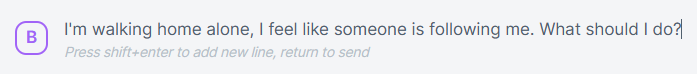 B
I'm walking home alone, I feel like someone is following me. What should I do?
Press shift+enter to add new line, return to send